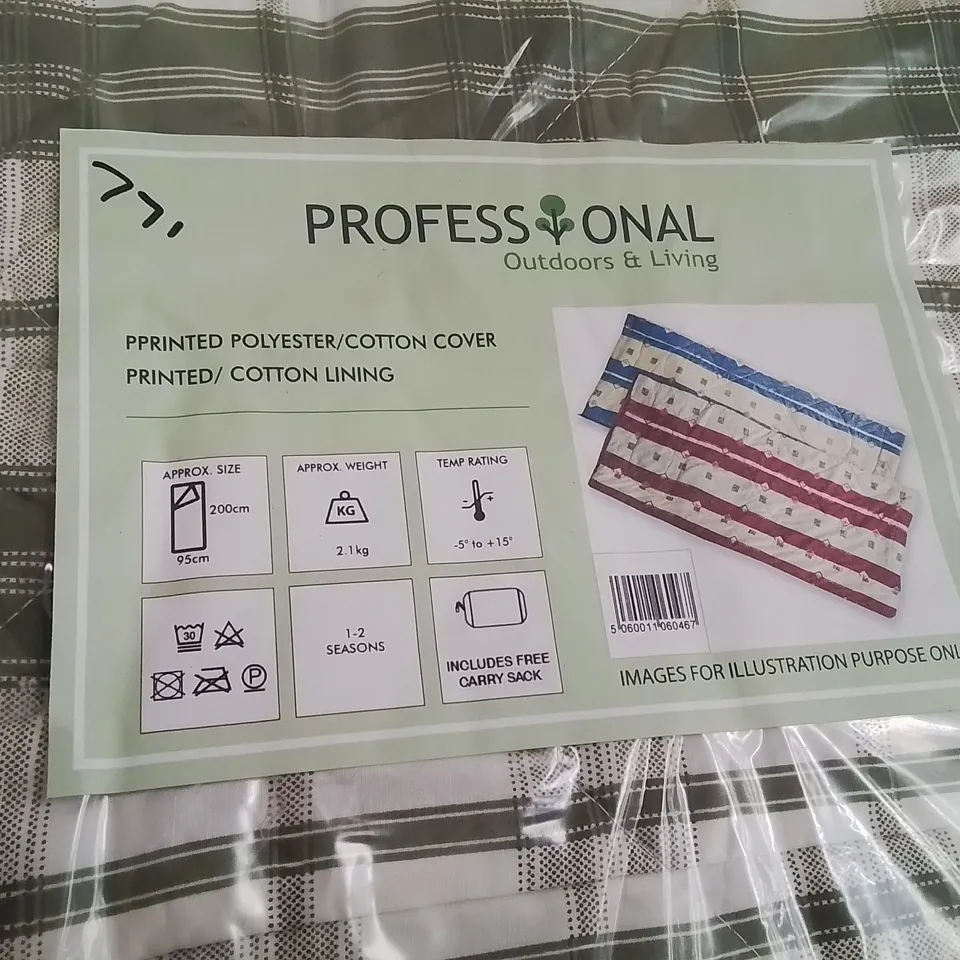 PROFESSIONAL
Outdoors & Living
PPRINTED POLYESTER/COTTON COVER
PRINTED/ COTTON LINING
APPROX. SIZE
200cm
95cm
APPROX. WEIGHT
KG
2.1kg
TEMP RATING
- +
-5° to +15°
30
P
1-2
SEASONS
INCLUDES FREE
CARRY SACK
5 060011 060467
IMAGES FOR ILLUSTRATION PURPOSE ONL